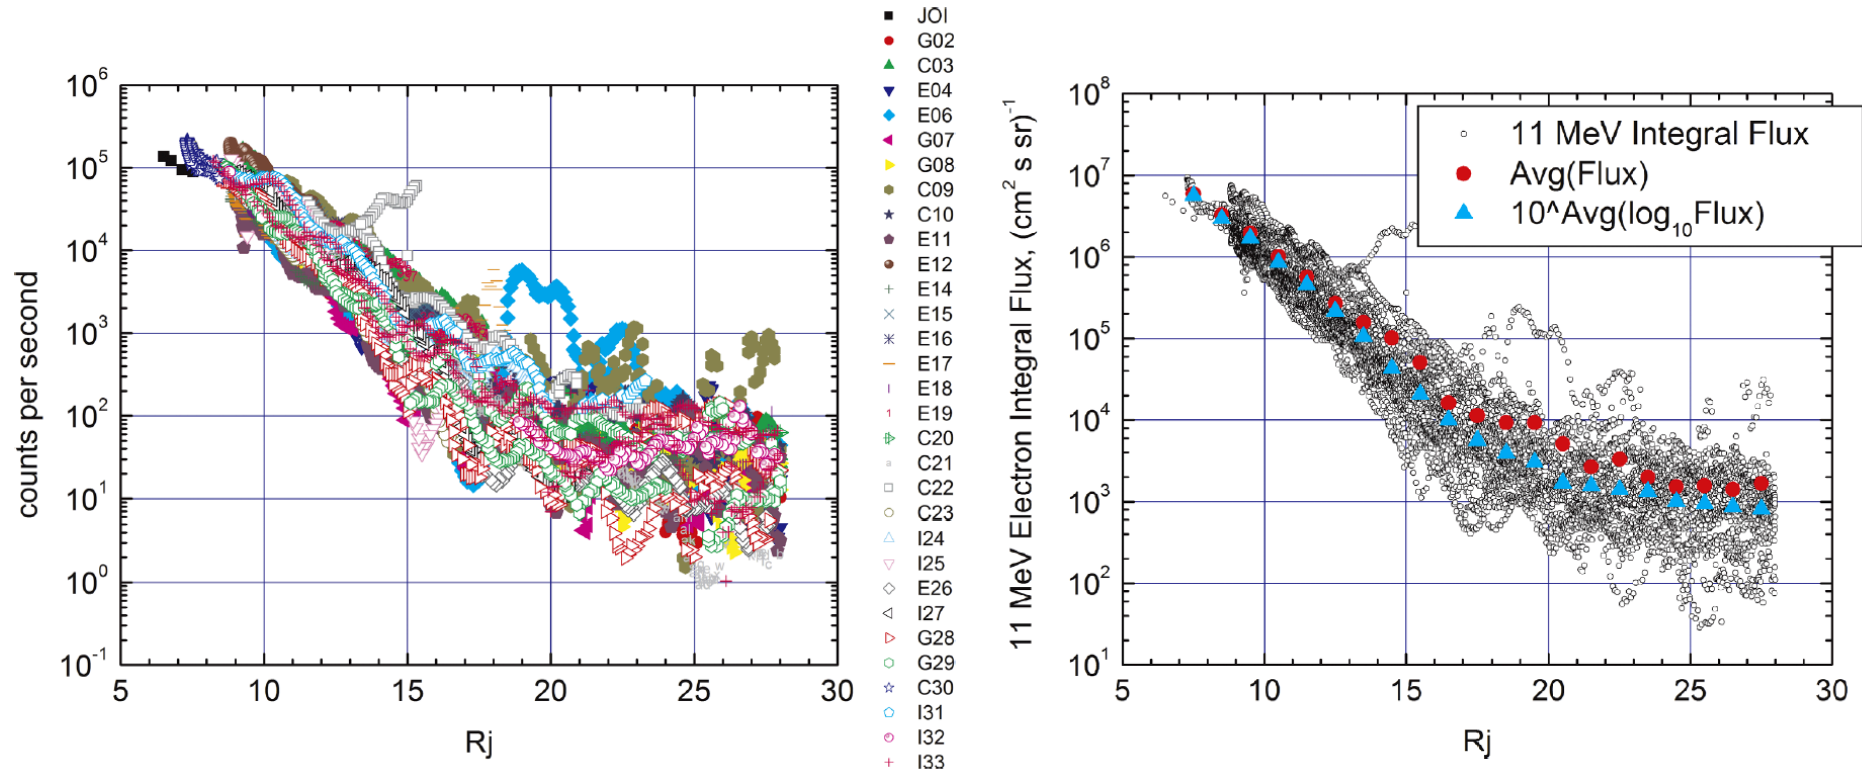 counts per second
10^6
10^5
10^4
10^3
10^2
10^1
10^0
10^-1
5 10 15 20 25 30
Rj
JOI
G02
C03
E04
E06
G07
G08
C09
C10
E11
E12
E14
E15
E16
E17
E18
E19
C20
C21
C22
C23
I24
I25
E26
I27
G28
G29
C30
I31
I32
I33
11 MeV Electron Integral Flux, (cm^2 s sr)^-1
10^8
10^7
10^6
10^5
10^4
10^3
10^2
10^1
5 10 15 20 25 30
Rj
11 MeV Integral Flux
Avg(Flux)
10^Avg(log_10Flux)